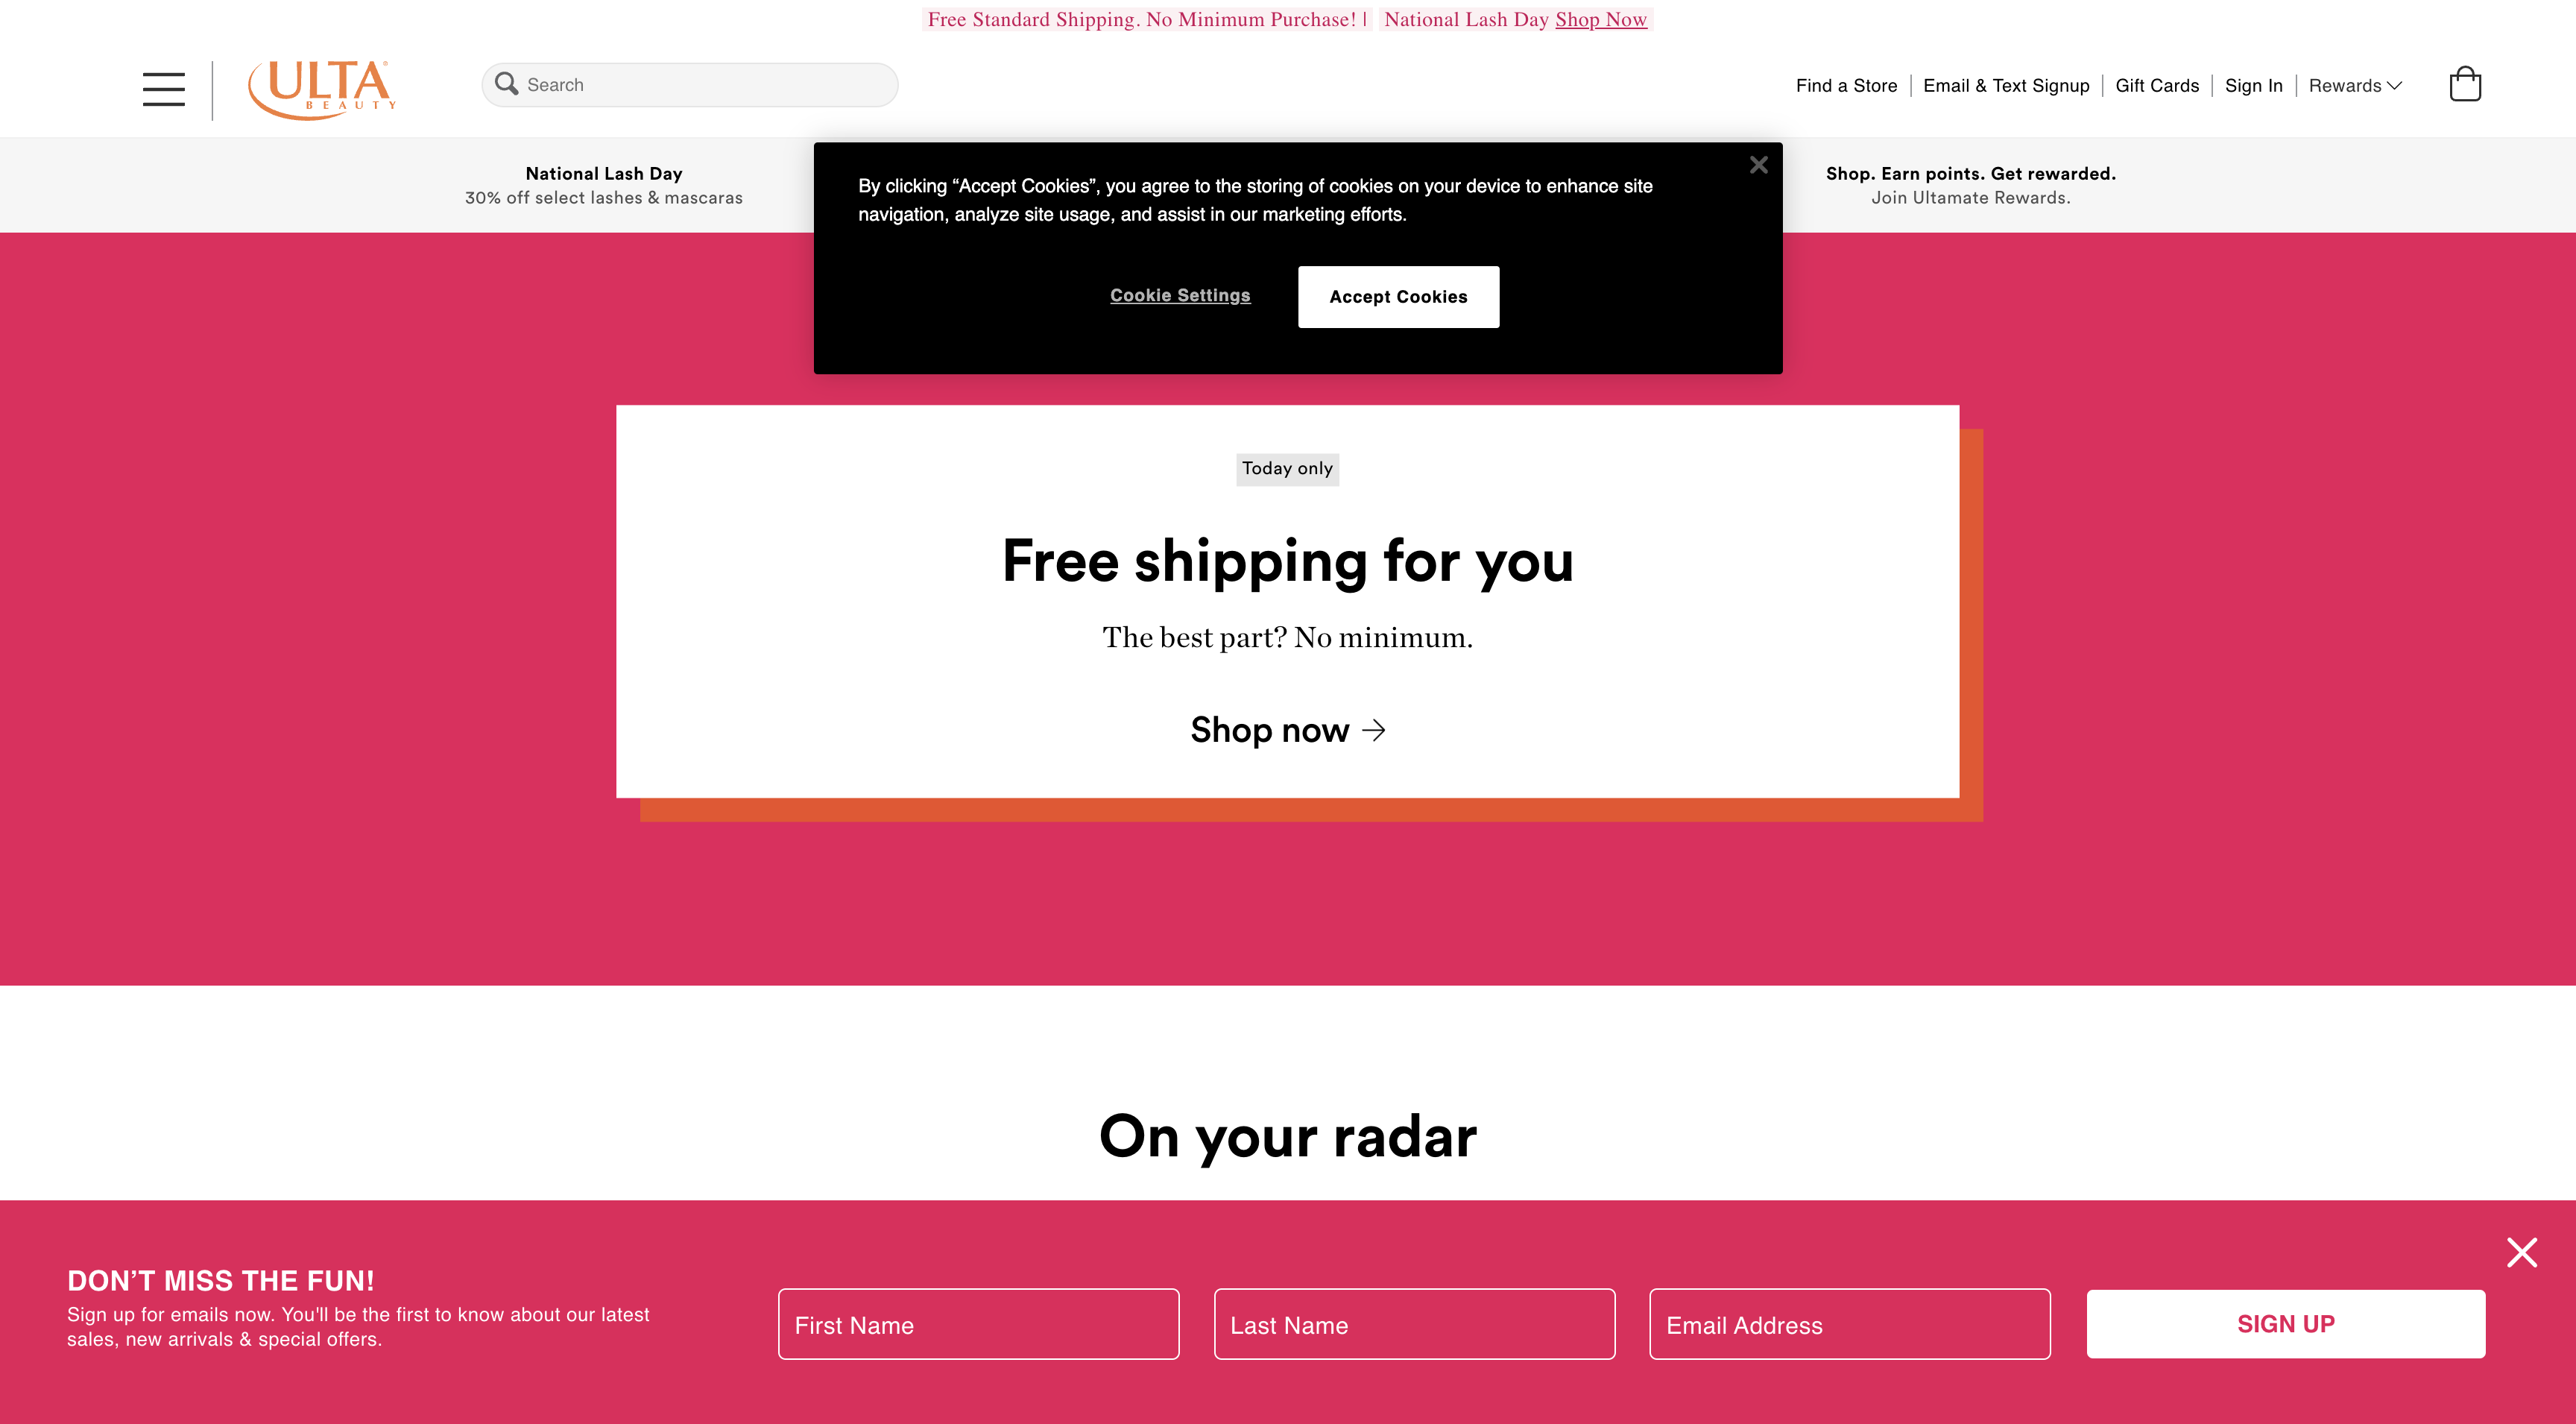 Free Standard Shipping. No Minimum Purchase! | National Lash Day Shop Now
ULTA
BEAUTY
Search
Find a Store
Email & Text Signup
Gift Cards
Sign In
Rewards
National Lash Day
30% off select lashes & mascaras
By clicking “Accept Cookies”, you agree to the storing of cookies on your device to enhance site
navigation, analyze site usage, and assist in our marketing efforts.
Cookie Settings
Accept Cookies
Shop. Earn points. Get rewarded.
Join Ultamate Rewards.
Today only
Free shipping for you
The best part? No minimum.
Shop now
On your radar
DON’T MISS THE FUN!
Sign up for emails now. You'll be the first to know about our latest
sales, new arrivals & special offers.
First Name
Last Name
Email Address
SIGN UP